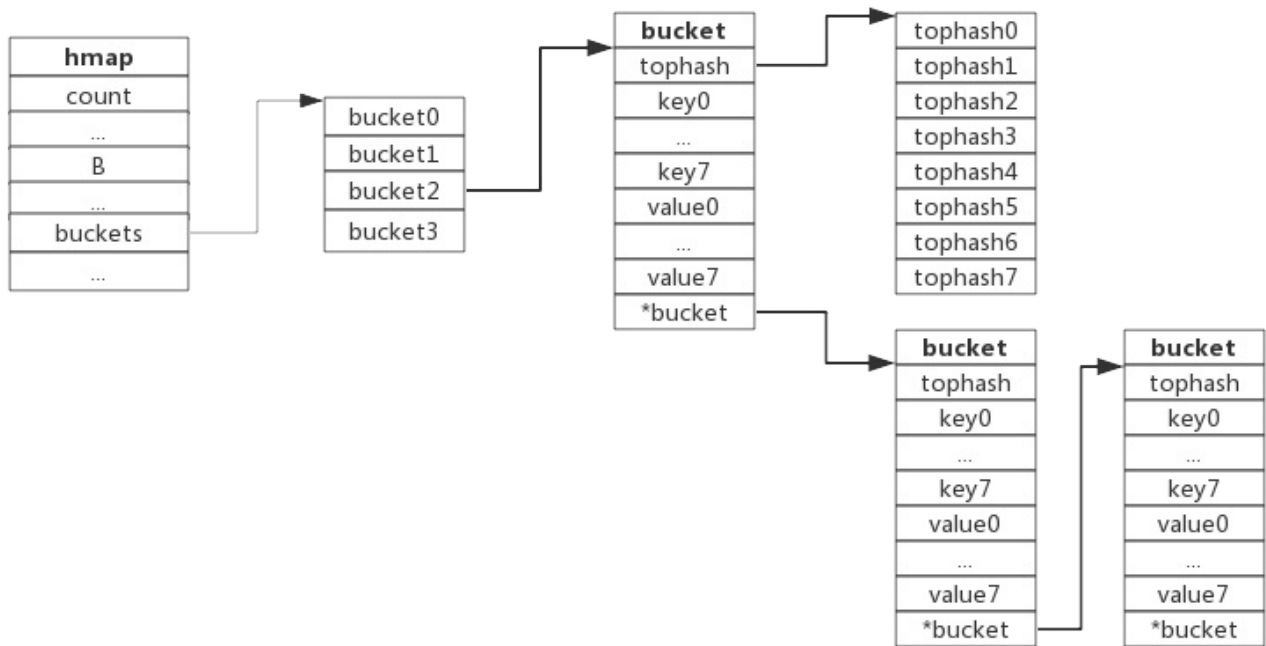 hmap
count
...
B
...
buckets
...
bucket0
bucket1
bucket2
bucket3
bucket
tophash
key0
...
key7
value0
...
value7
*bucket
tophash0
tophash1
tophash2
tophash3
tophash4
tophash5
tophash6
tophash7
bucket
tophash
key0
...
key7
value0
...
value7
*bucket
bucket
tophash
key0
...
key7
value0
...
value7
*bucket